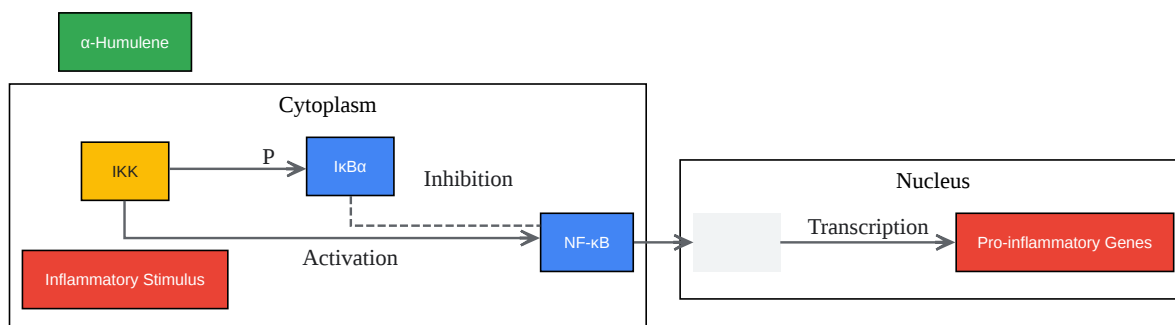 α-Humulene
Cytoplasm
IKK
P
IκBα
Inhibition
Nucleus
NF-κB
Transcription
Pro-inflammatory Genes
Activation
Inflammatory Stimulus